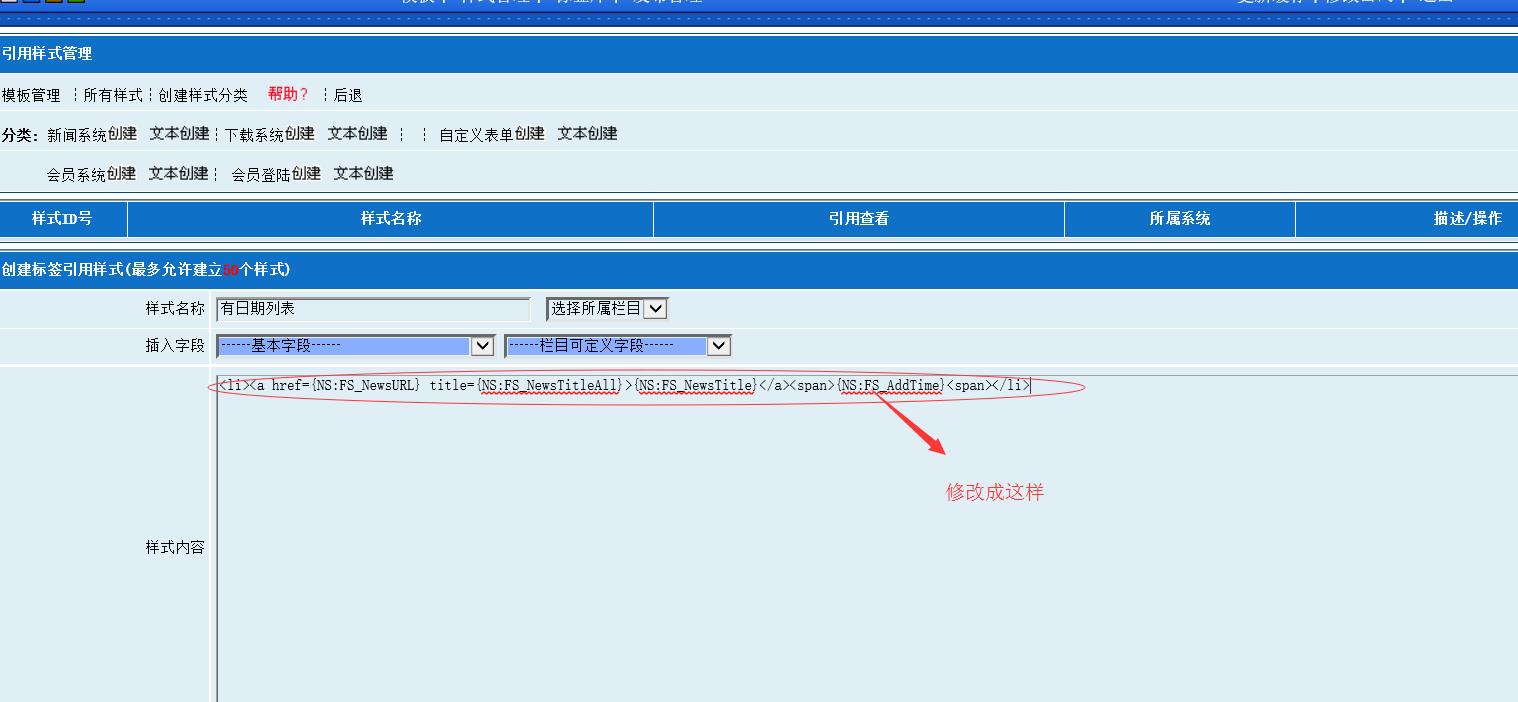 引用样式管理
模板管理 ┆所有样式┆创建样式分类 帮助? ┆后退
分类：新闻系统创建 文本创建┆下载系统创建 文本创建 ┆ ┆ 自定义表单创建 文本创建
会员系统创建 文本创建┆ 会员登陆创建 文本创建
样式ID号 样式名称 引用查看 所属系统 描述/操作
创建标签引用样式(最多允许建立50个样式)
样式名称 有日期列表 选择所属栏目
插入字段 ------基本字段------ ------栏目可定义字段------
<li><a href={NS:FS_NewsURL} title={NS:FS_NewsTitleAll}>{NS:FS_NewsTitle}</a><span>{NS:FS_AddTime}<span></li>
修改成这样
样式内容